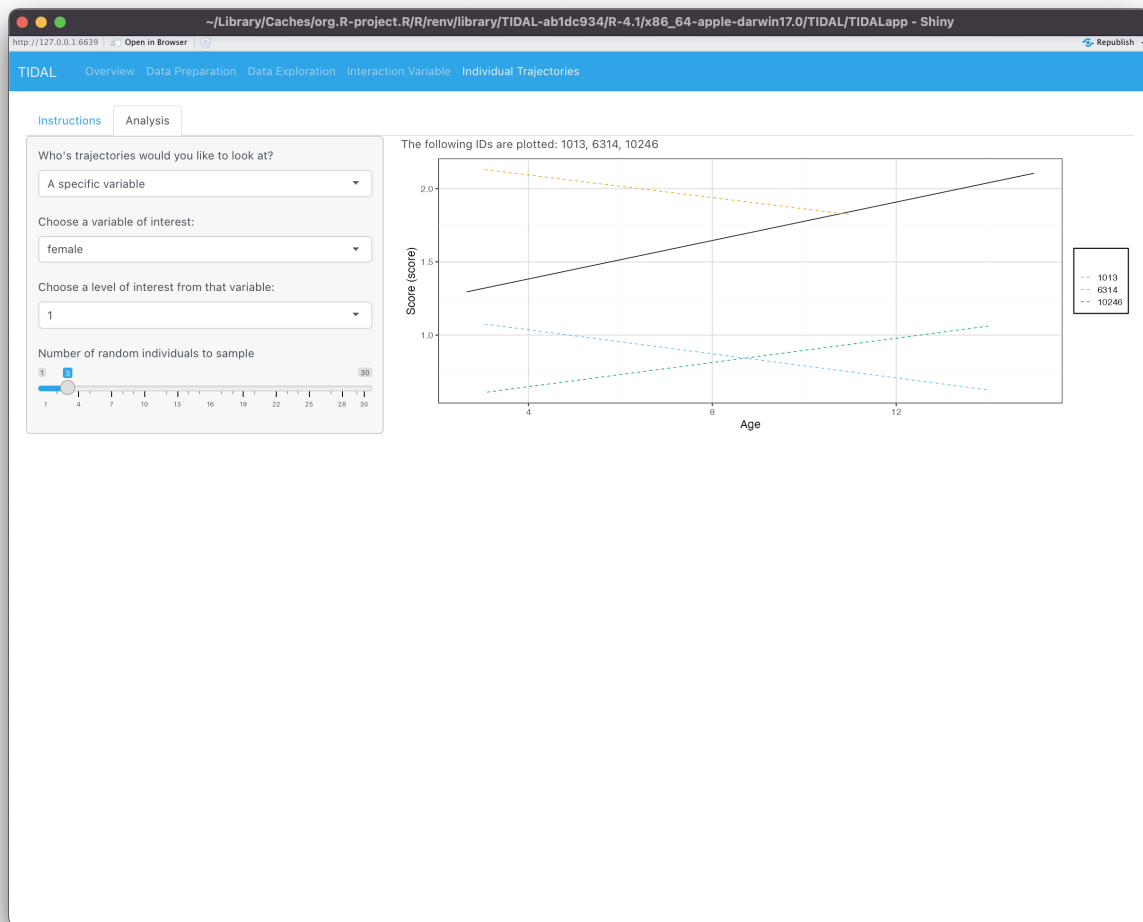 ~/Library/Caches/org.R-project.R/R/renv/library/TIDAL-ab1dc934/R-4.1/x86_64-apple-darwin17.0/TIDAL/TIDALapp - Shiny
http://127.0.0.1:6639 Open in Browser Republish
TIDAL Overview Data Preparation Data Exploration Interaction Variable Individual Trajectories
Instructions Analysis
Who's trajectories would you like to look at?
A specific variable
Choose a variable of interest:
female
Choose a level of interest from that variable:
1
Number of random individuals to sample
1 3 30
1 4 7 10 13 16 19 22 25 28 30
The following IDs are plotted: 1013, 6314, 10246
Score (score)
2.0
1.5
1.0
4 8 12
Age
1013
6314
10246